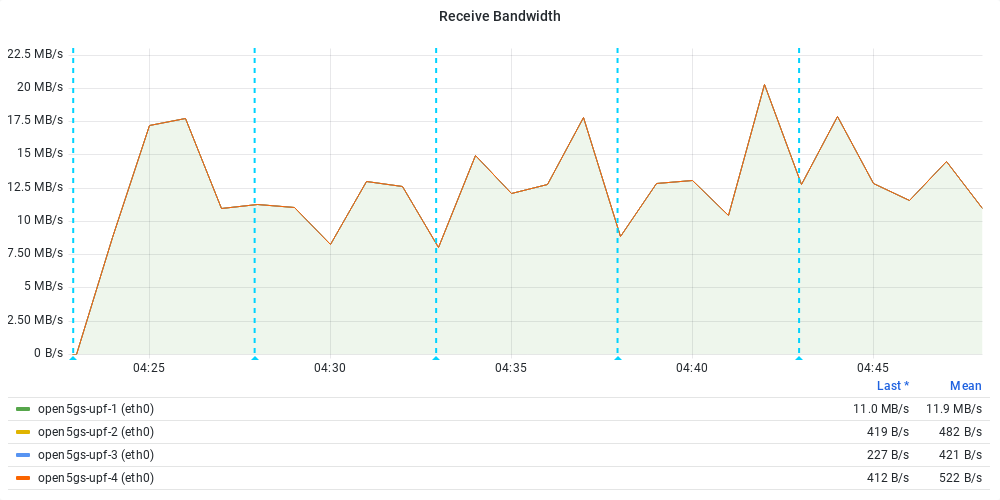 Receive Bandwidth
22.5 MB/s
20 MB/s
17.5 MB/s
15 MB/s
12.5 MB/s
10 MB/s
7.50 MB/s
5 MB/s
2.50 MB/s
0 B/s
04:25 04:30 04:35 04:40 04:45
Last * Mean
open5gs-upf-1 (eth0) 11.0 MB/s 11.9 MB/s
open5gs-upf-2 (eth0) 419 B/s 482 B/s
open5gs-upf-3 (eth0) 227 B/s 421 B/s
open5gs-upf-4 (eth0) 412 B/s 522 B/s